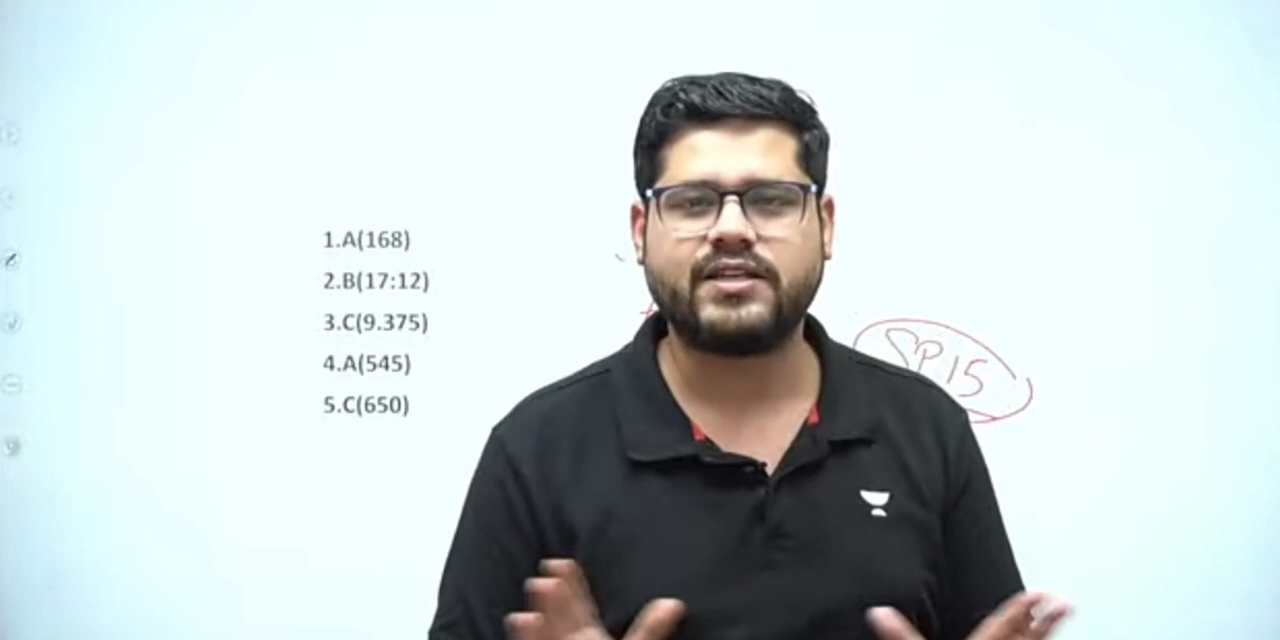 1.A(168)
2.B(17:12)
3.C(9.375)
4.A(545)
5.C(650)
SP15